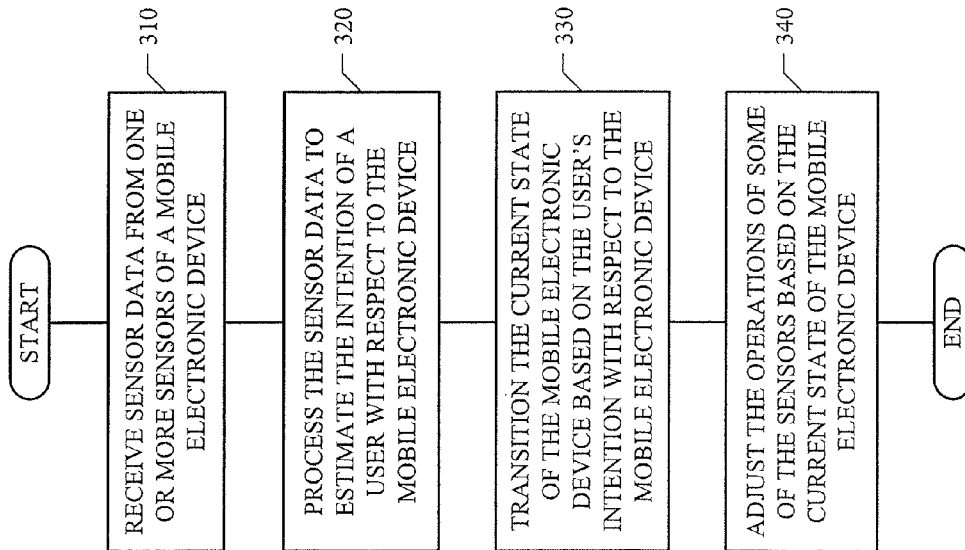 START
310
RECEIVE SENSOR DATA FROM ONE
OR MORE SENSORS OF A MOBILE
ELECTRONIC DEVICE
320
PROCESS THE SENSOR DATA TO
ESTIMATE THE INTENTION OF A
USER WITH RESPECT TO THE
MOBILE ELECTRONIC DEVICE
330
TRANSITION THE CURRENT STATE
OF THE MOBILE ELECTRONIC
DEVICE BASED ON THE USER'S
INTENTION WITH RESPECT TO THE
MOBILE ELECTRONIC DEVICE
340
ADJUST THE OPERATIONS OF SOME
OF THE SENSORS BASED ON THE
CURRENT STATE OF THE MOBILE
ELECTRONIC DEVICE
END